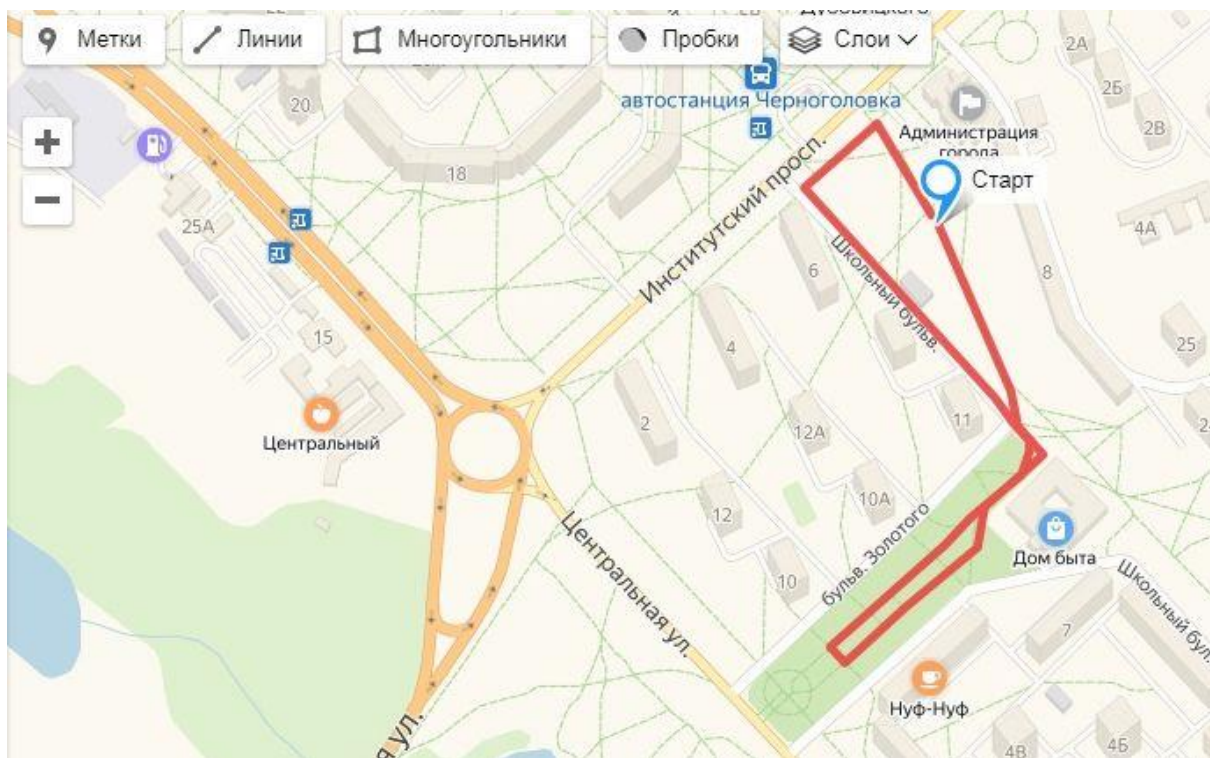 Метки
Линии
Многоугольники
Пробки
Слои
2А
2Б
2В
20
18
автостанция Черноголовка
Администрация
города
Старт
Институтский просп.
Школьный бульв.
25А
4А
6
8
15
4
25
Центральный
2
12А
11
12
10А
10
бульв. Золотого
Дом быта
Центральная ул.
Школьный бул.
7
Нуф-Нуф
ая ул.
4В
4Б